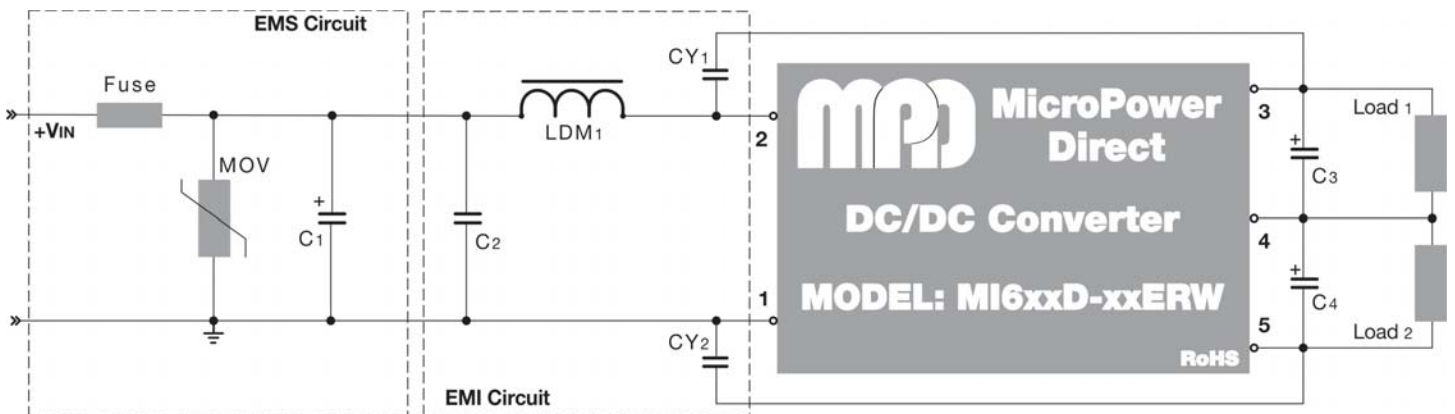 EMS Circuit
Fuse
+VIN
MOV
C1
C2
LDM1
CY1
CY2
EMI Circuit
2
1
MPD
MicroPower
Direct
DC/DC Converter
MODEL: MI6xxD-xxERW
RoHS
3
4
5
+
C3
+
C4
+
Load 1
Load 2